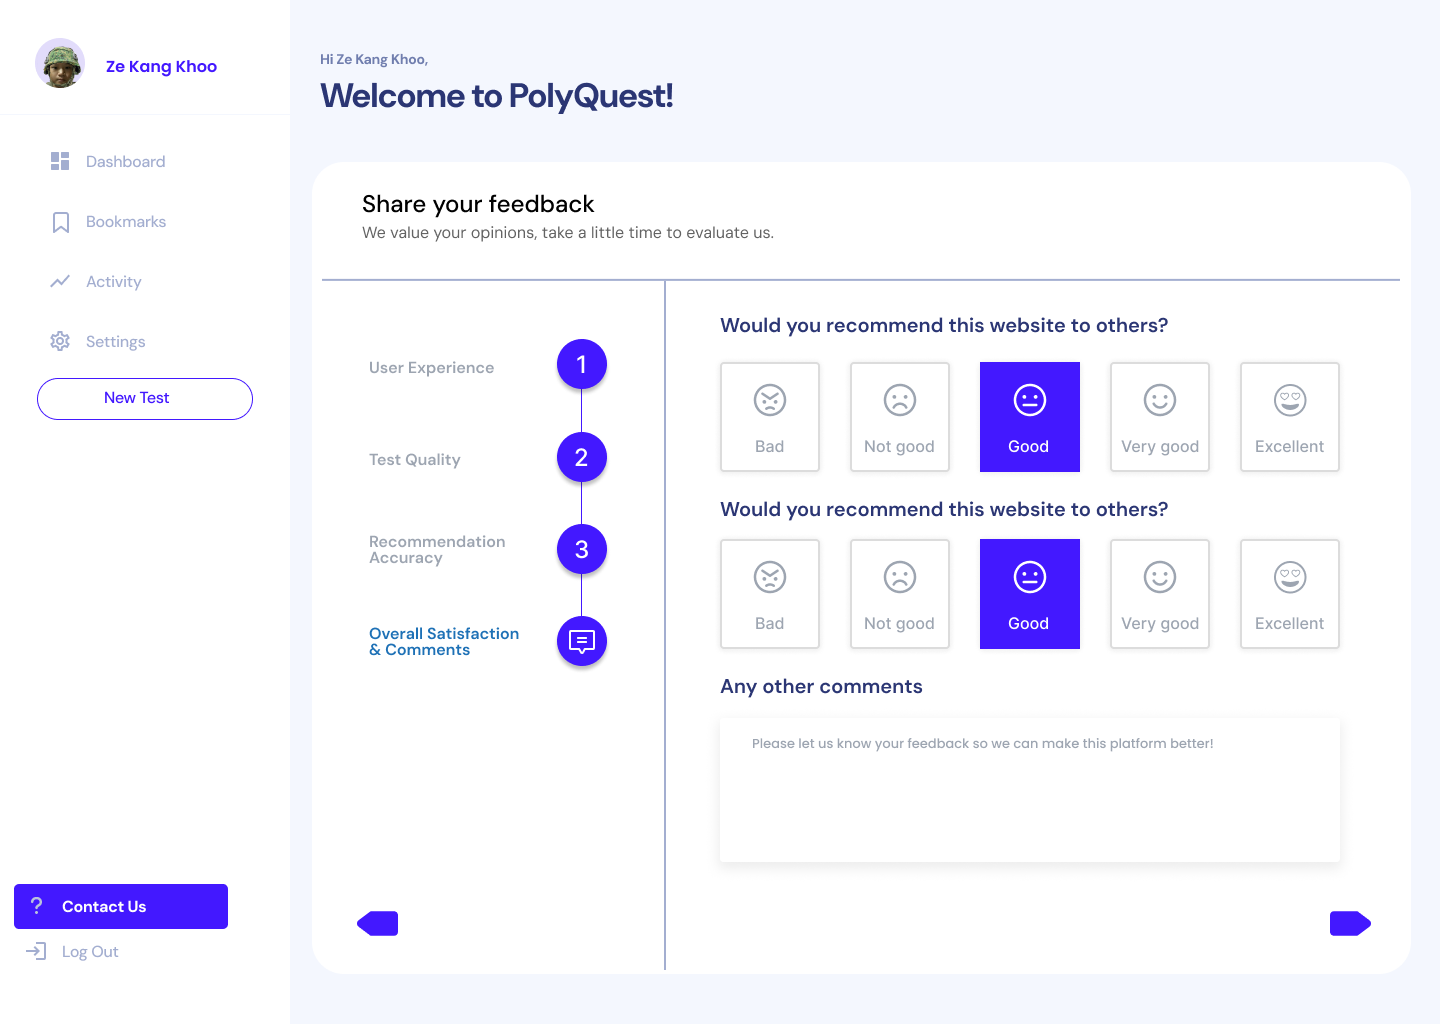 Ze Kang Khoo
Dashboard
Bookmarks
Activity
Settings
New Test
? Contact Us
Log Out
Hi Ze Kang Khoo,
Welcome to PolyQuest!
Share your feedback
We value your opinions, take a little time to evaluate us.
User Experience 1
Test Quality 2
Recommendation
Accuracy
3
Overall Satisfaction
& Comments
Would you recommend this website to others?
Bad Not good Good Very good Excellent
Would you recommend this website to others?
Bad Not good Good Very good Excellent
Any other comments
Please let us know your feedback so we can make this platform better!